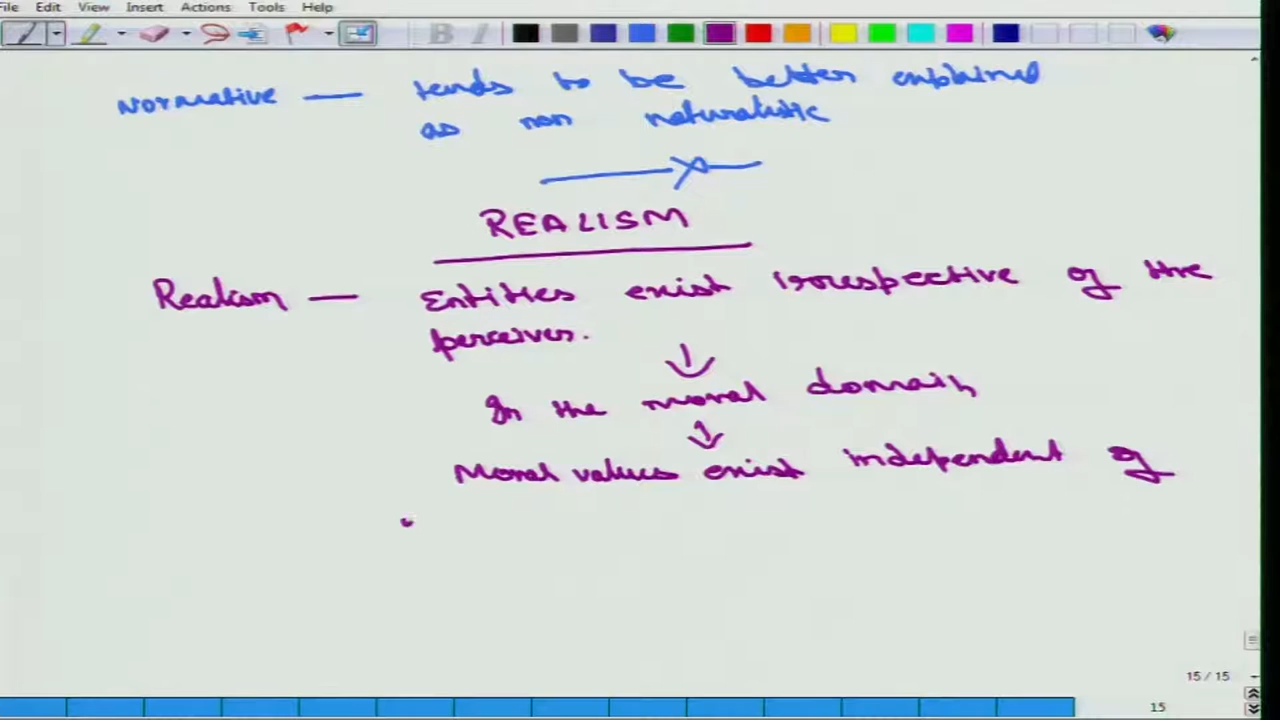 File Edit View Insert Actions Tools Help
B I
Normative — tends to be better explained
as non naturalistic
REALISM
Realism — Entities exist irrespective of the
perceiver.
In the moral domain,
Moral values exist independent of
15 / 15
15